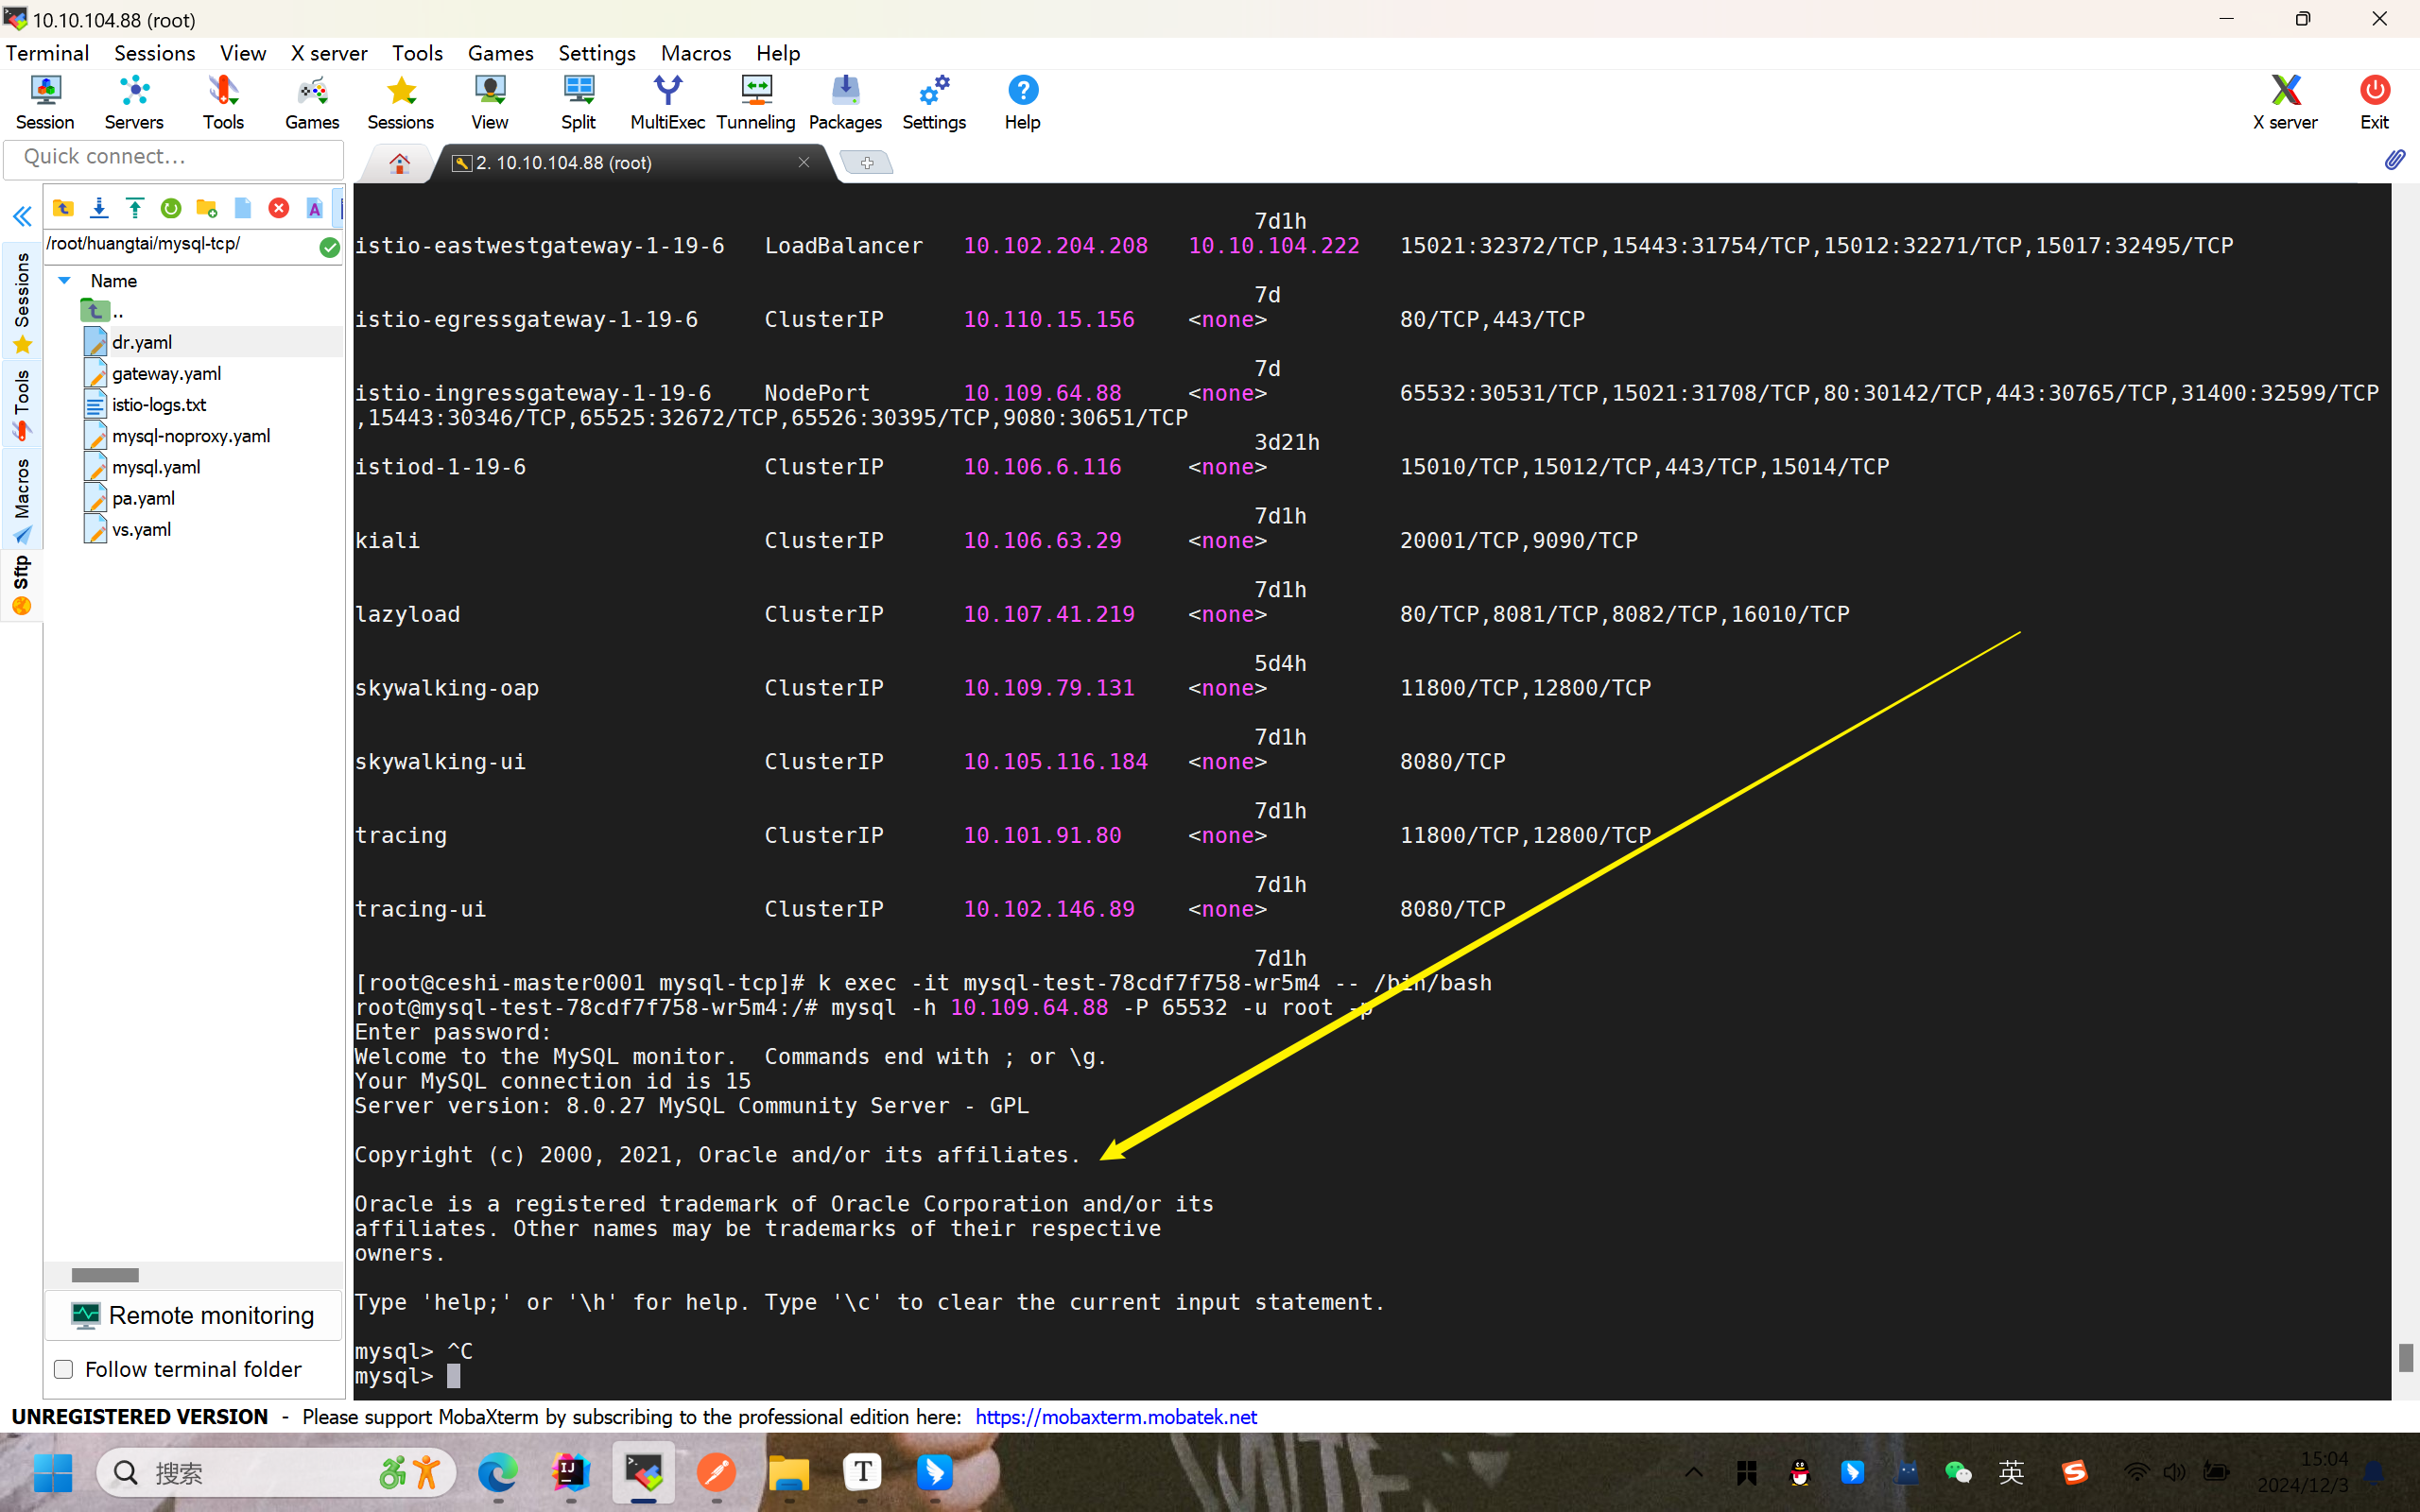 10.10.104.88 (root)
Terminal Sessions View X server Tools Games Settings Macros Help
Session Servers Tools Games Sessions View Split MultiExec Tunneling Packages Settings Help X server Exit
Quick connect...
2. 10.10.104.88 (root)
/root/huangtai/mysql-tcp/
Name
..
dr.yaml
gateway.yaml
istio-logs.txt
mysql-noproxy.yaml
mysql.yaml
pa.yaml
vs.yaml
Sessions
Tools
Macros
Sftp
Remote monitoring
Follow terminal folder
7d1h
istio-eastwestgateway-1-19-6 LoadBalancer 10.102.204.208 10.10.104.222 15021:32372/TCP,15443:31754/TCP,15012:32271/TCP,15017:32495/TCP
7d
istio-egressgateway-1-19-6 ClusterIP 10.110.15.156 <none> 80/TCP,443/TCP
7d
istio-ingressgateway-1-19-6 NodePort 10.109.64.88 <none> 65532:30531/TCP,15021:31708/TCP,80:30142/TCP,443:30765/TCP,31400:32599/TCP
,15443:30346/TCP,65525:32672/TCP,65526:30395/TCP,9080:30651/TCP
3d21h
istiod-1-19-6 ClusterIP 10.106.6.116 <none> 15010/TCP,15012/TCP,443/TCP,15014/TCP
7d1h
kiali ClusterIP 10.106.63.29 <none> 20001/TCP,9090/TCP
7d1h
lazyload ClusterIP 10.107.41.219 <none> 80/TCP,8081/TCP,8082/TCP,16010/TCP
5d4h
skywalking-oap ClusterIP 10.109.79.131 <none> 11800/TCP,12800/TCP
7d1h
skywalking-ui ClusterIP 10.105.116.184 <none> 8080/TCP
7d1h
tracing ClusterIP 10.101.91.80 <none> 11800/TCP,12800/TCP
7d1h
tracing-ui ClusterIP 10.102.146.89 <none> 8080/TCP
7d1h
[root@ceshi-master0001 mysql-tcp]# k exec -it mysql-test-78cdf7f758-wr5m4 -- /bin/bash
root@mysql-test-78cdf7f758-wr5m4:/# mysql -h 10.109.64.88 -P 65532 -u root -p
Enter password:
Welcome to the MySQL monitor.  Commands end with ; or \g.
Your MySQL connection id is 15
Server version: 8.0.27 MySQL Community Server - GPL
Copyright (c) 2000, 2021, Oracle and/or its affiliates.
Oracle is a registered trademark of Oracle Corporation and/or its
affiliates. Other names may be trademarks of their respective
owners.
Type 'help;' or '\h' for help. Type '\c' to clear the current input statement.
mysql> ^C
mysql>
UNREGISTERED VERSION - Please support MobaXterm by subscribing to the professional edition here: https://mobaxterm.mobatek.net
搜索
英
15:04
2024/12/3